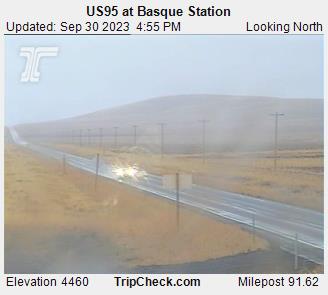 US95 at Basque Station
Updated: Sep 30 2023 4:55 PM Looking North
Elevation 4460 TripCheck.com Milepost 91.62